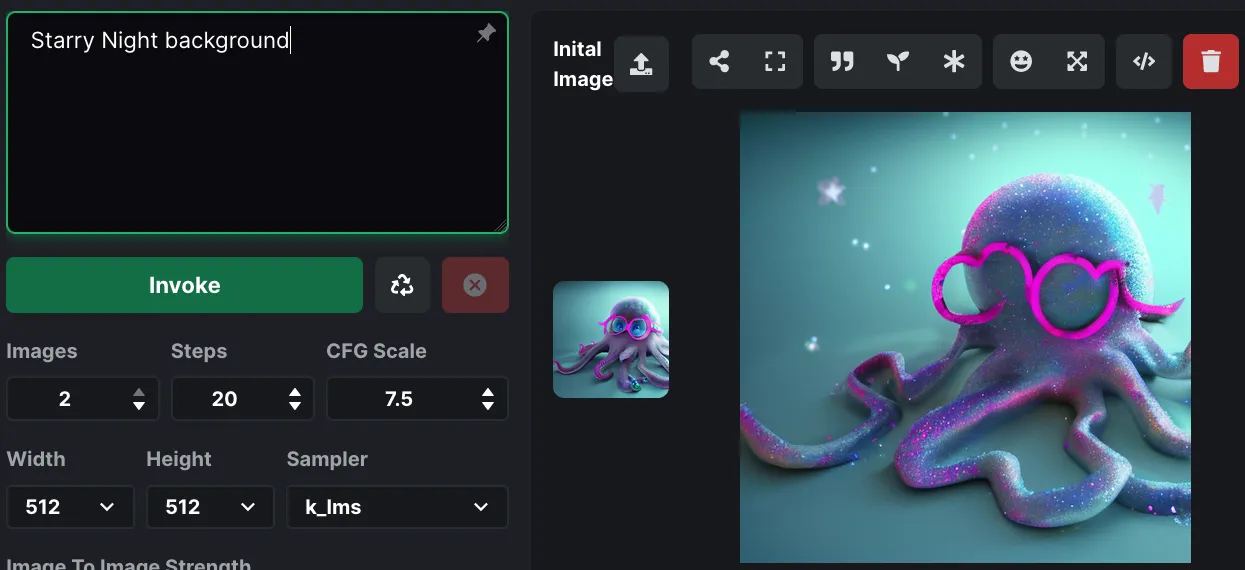 Starry Night background
Inital
Image
Invoke
Images
Steps
CFG Scale
2
20
7.5
Width
Height
Sampler
512
512
k_lms
Image To Image Strength